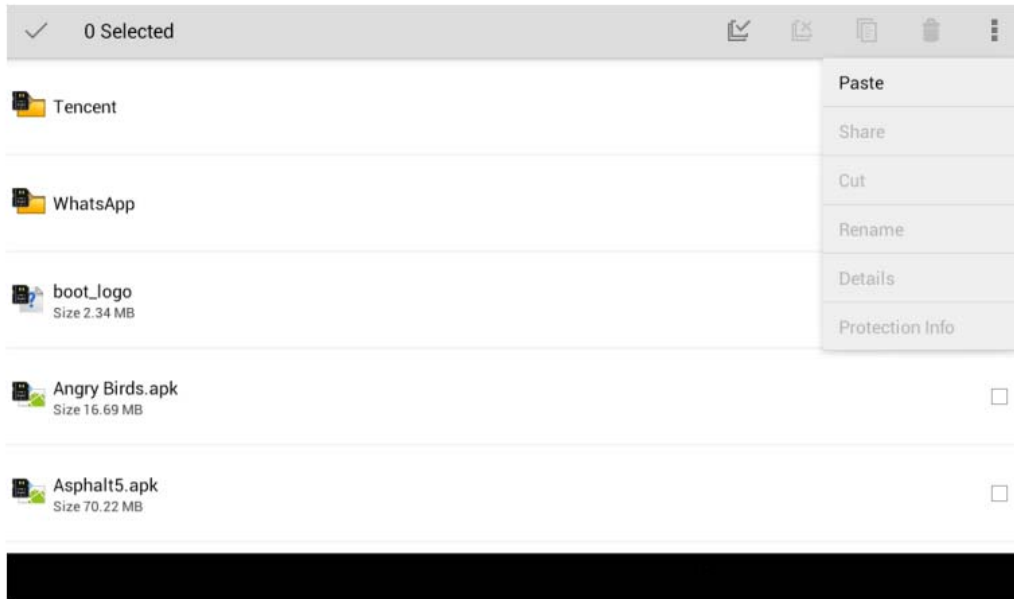 0 Selected
Paste
Share
Cut
Rename
Details
Protection Info
Tencent
WhatsApp
boot_logo
Size 2.34 MB
Angry Birds.apk
Size 16.69 MB
Asphalt5.apk
Size 70.22 MB